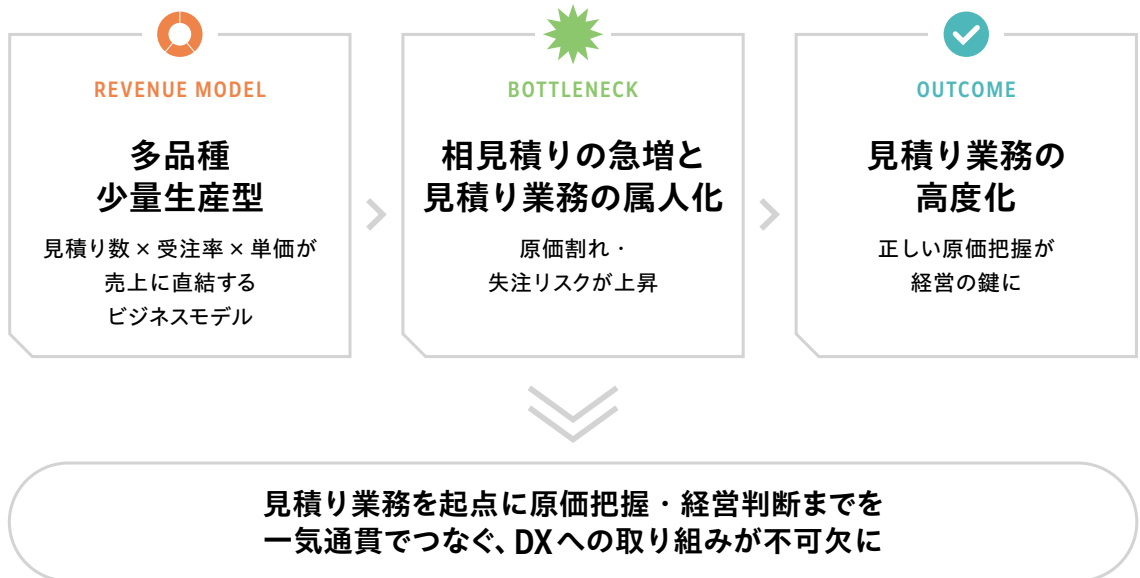 REVENUE MODEL
多品種
少量生産型
見積り数 × 受注率 × 単価が
売上に直結する
ビジネスモデル
BOTTLENECK
相見積りの急増と
見積り業務の属人化
原価割れ・
失注リスクが上昇
OUTCOME
見積り業務の
高度化
正しい原価把握が
経営の鍵に
見積り業務を起点に原価把握・経営判断までを
一気通貫でつなぐ、DXへの取り組みが不可欠に